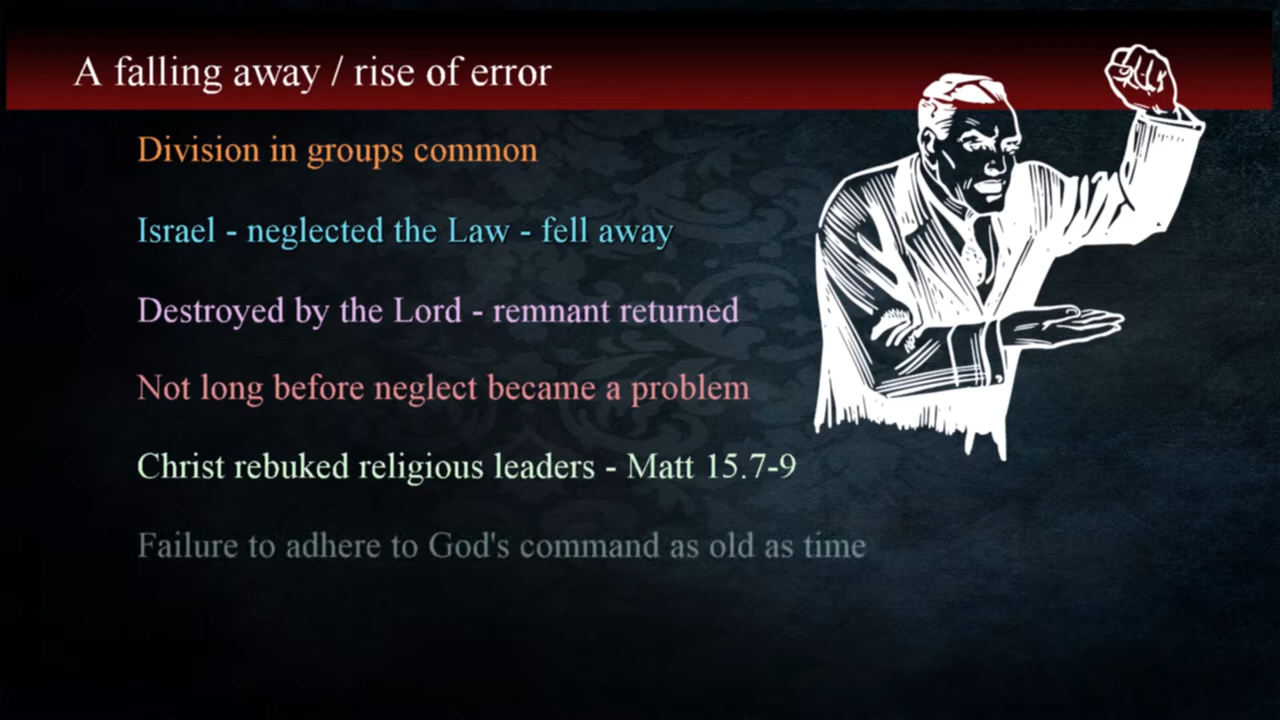 A falling away / rise of error
Division in groups common
Israel - neglected the Law - fell away
Destroyed by the Lord - remnant returned
Not long before neglect became a problem
Christ rebuked religious leaders - Matt 15.7-9
Failure to adhere to God's command as old as time